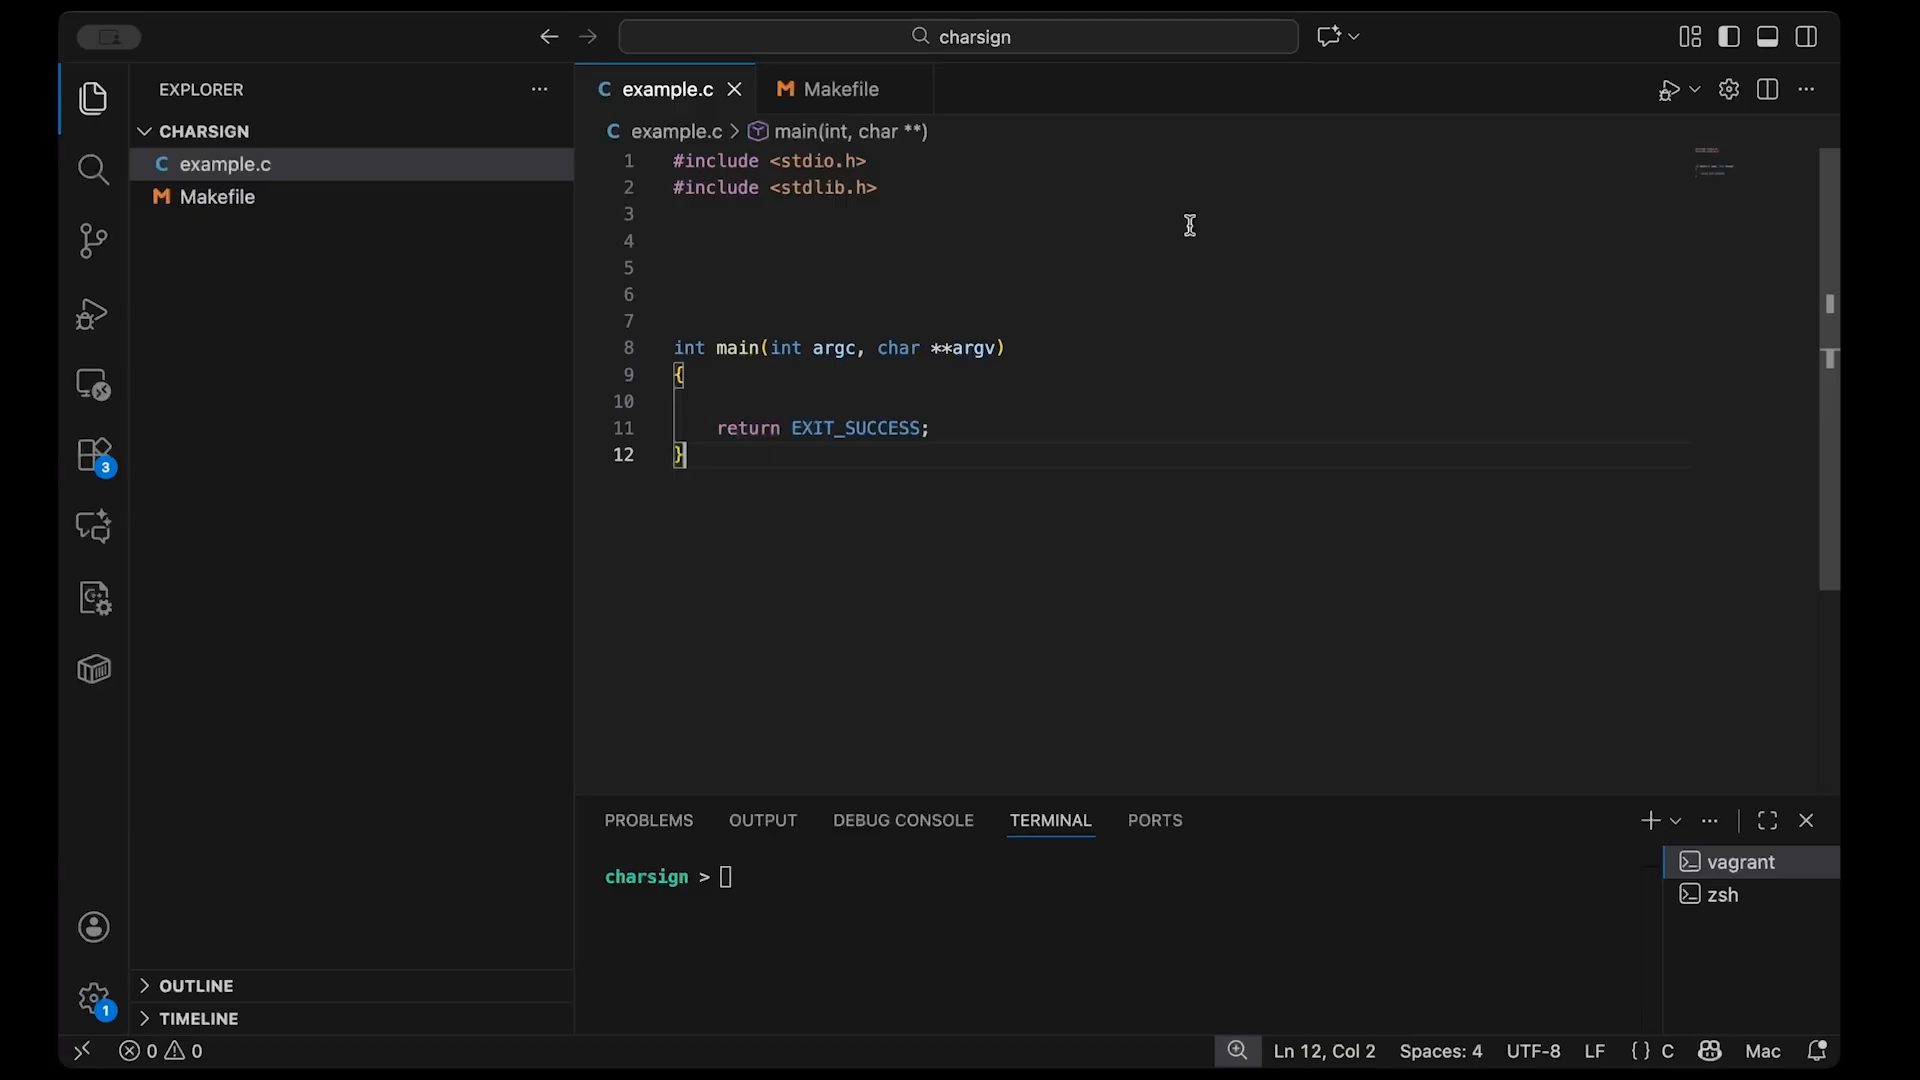 charsign
EXPLORER
CHARSIGN
C example.c
M Makefile
3
1
OUTLINE
TIMELINE
C example.c
M Makefile
C example.c > main(int, char **)
1 #include <stdio.h>
2 #include <stdlib.h>
3
4
5
6
7
8 int main(int argc, char **argv)
9 {
10
11 return EXIT_SUCCESS;
12 }
PROBLEMS OUTPUT DEBUG CONSOLE TERMINAL PORTS
charsign >
vagrant
zsh
0 0 Ln 12, Col 2 Spaces: 4 UTF-8 LF {} C Mac